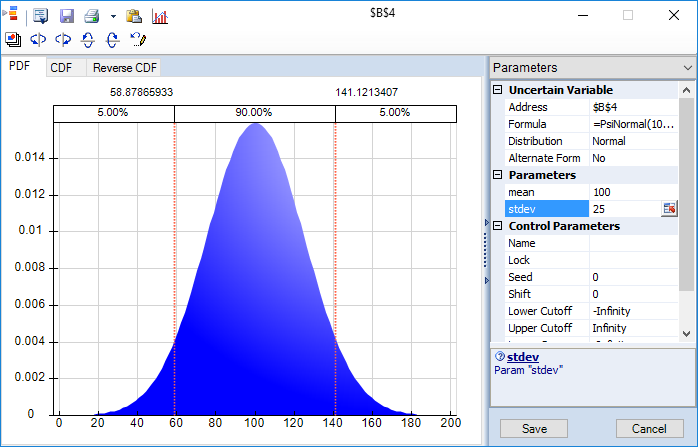 $B$4
PDF CDF Reverse CDF
58.87865933 141.1213407
5.00% 90.00% 5.00%
0.014
0.012
0.01
0.008
0.006
0.004
0.002
0
0 20 40 60 80 100 120 140 160 180 200
Parameters
Uncertain Variable
Address $B$4
Formula =PsiNormal(10...
Distribution Normal
Alternate Form No
Parameters
mean 100
stdev 25
Control Parameters
Name
Lock
Seed 0
Shift 0
Lower Cutoff -Infinity
Upper Cutoff Infinity
stdev
Param "stdev"
Save Cancel